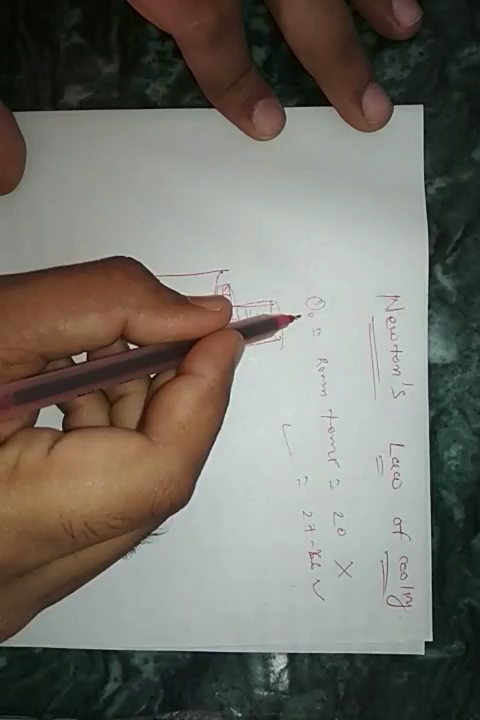 Newton's Law of cooling.
θ₀ = Room temp = 20 X
= 27